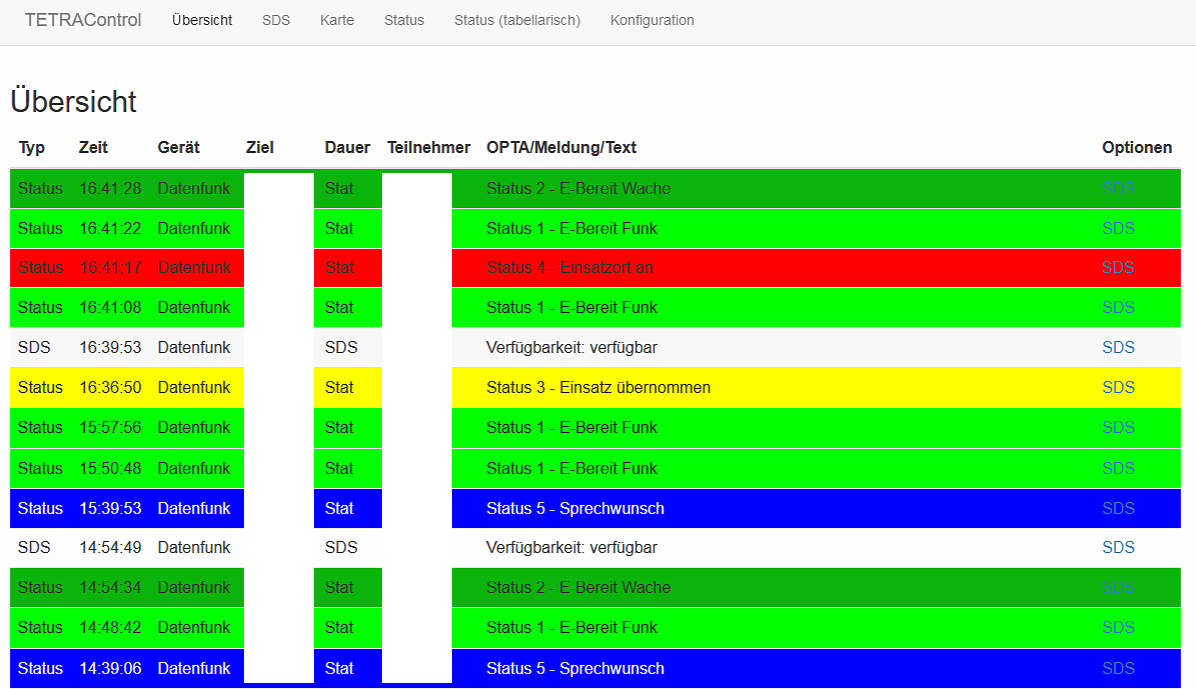 TETRAControl Übersicht SDS Karte Status Status (tabellarisch) Konfiguration
Übersicht
Typ Zeit Gerät Ziel Dauer Teilnehmer OPTA/Meldung/Text Optionen
Status 16:41:28 Datenfunk Stat Status 2 - E-Bereit Wache SDS
Status 16:41:22 Datenfunk Stat Status 1 - E-Bereit Funk SDS
Status 16:41:17 Datenfunk Stat Status 4 - Einsatzort an SDS
Status 16:41:08 Datenfunk Stat Status 1 - E-Bereit Funk SDS
SDS 16:39:53 Datenfunk SDS Verfügbarkeit: verfügbar SDS
Status 16:36:50 Datenfunk Stat Status 3 - Einsatz übernommen SDS
Status 15:57:56 Datenfunk Stat Status 1 - E-Bereit Funk SDS
Status 15:50:48 Datenfunk Stat Status 1 - E-Bereit Funk SDS
Status 15:39:53 Datenfunk Stat Status 5 - Sprechwunsch SDS
SDS 14:54:49 Datenfunk SDS Verfügbarkeit: verfügbar SDS
Status 14:54:34 Datenfunk Stat Status 2 - E-Bereit Wache SDS
Status 14:48:42 Datenfunk Stat Status 1 - E-Bereit Funk SDS
Status 14:39:06 Datenfunk Stat Status 5 - Sprechwunsch SDS